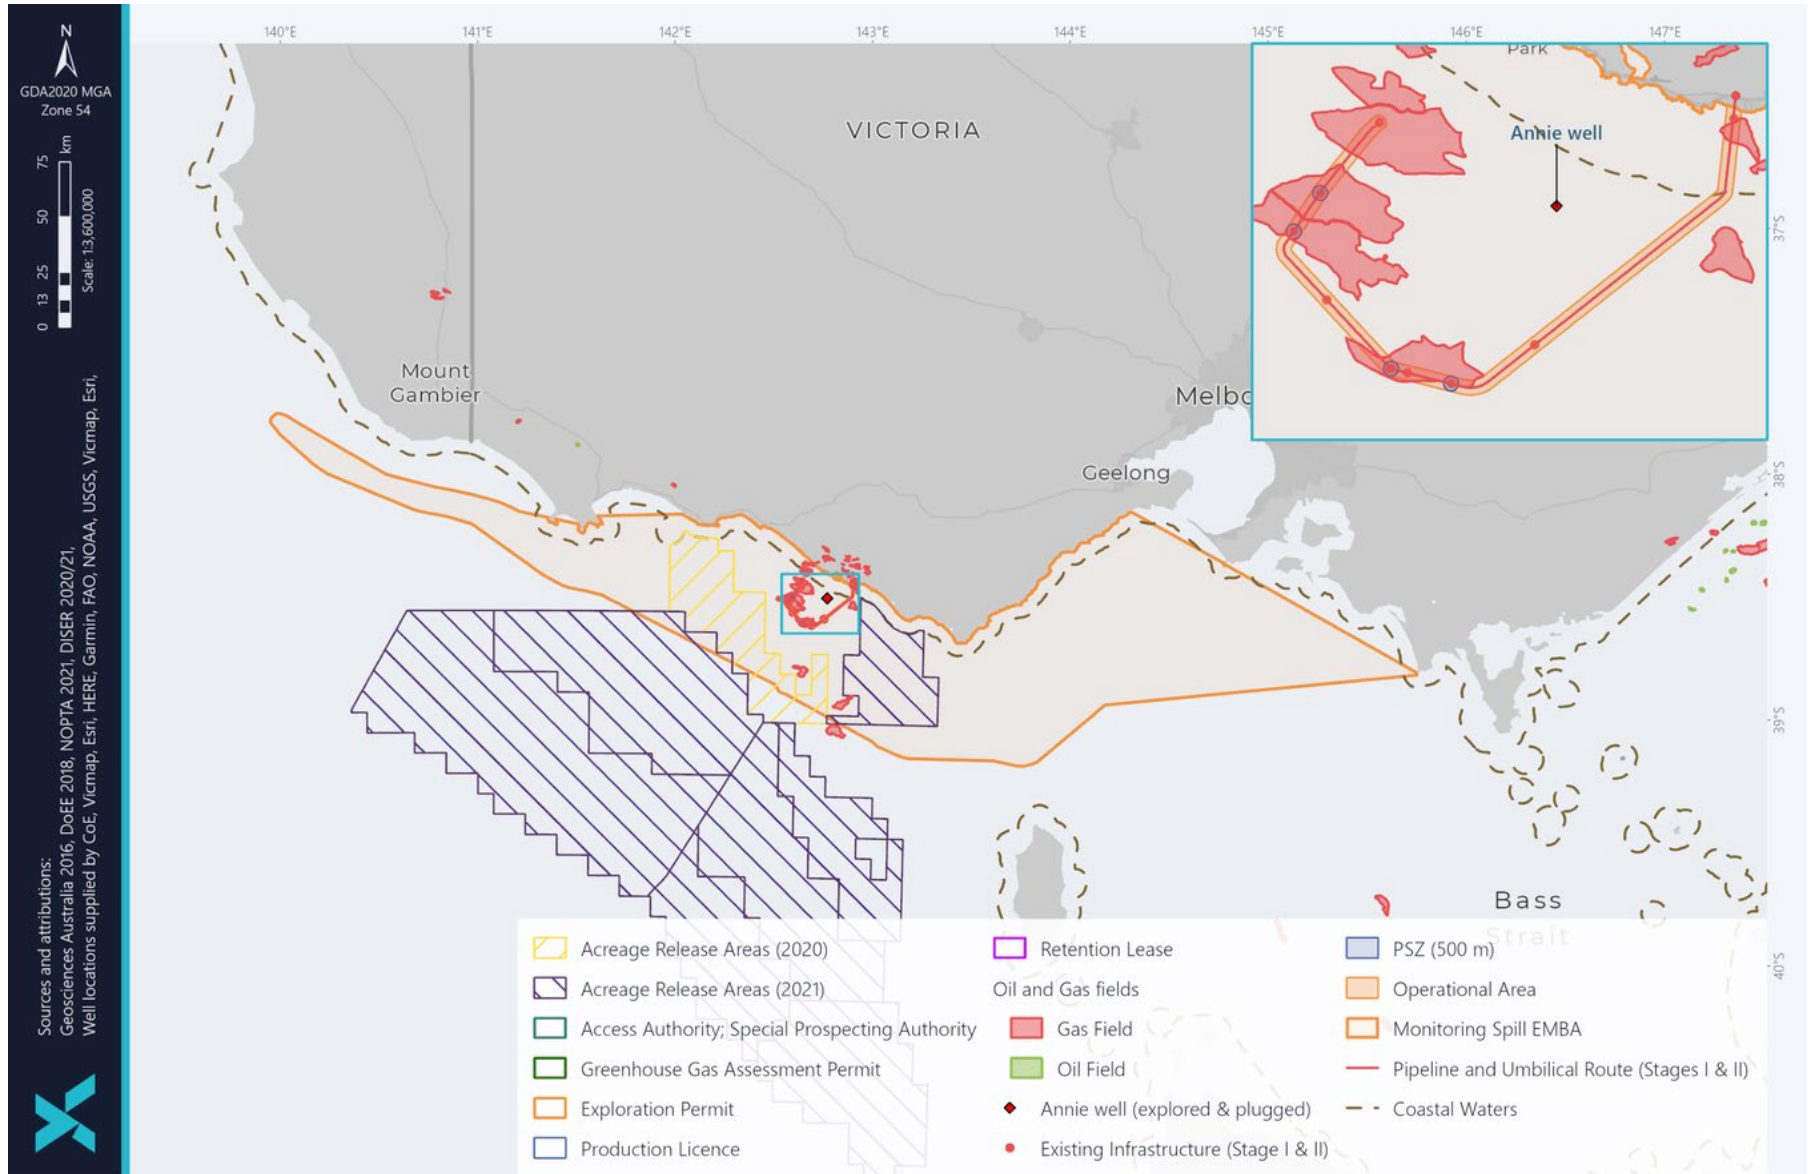 N
GDA2020 MGA
Zone 54
0 13 25 50 75 km
Scale: 1:3,600,000
Sources and attributions:
Geosciences Australia 2016, DoEE 2018, NOPTA 2021, DISER 2020/21,
Well locations supplied by CoE, Vicmap, Esri, HERE, Garmin, FAO, NOAA, USGS, Vicmap, Esri,
140°E 141°E 142°E 143°E 144°E 145°E 146°E 147°E
Park
VICTORIA
Annie well
37°S
Mount
Gambier
Melbo
Geelong
38°S
39°S
Bass
Strait
40°S
Acreage Release Areas (2020)
Acreage Release Areas (2021)
Access Authority; Special Prospecting Authority
Greenhouse Gas Assessment Permit
Exploration Permit
Production Licence
Retention Lease
Oil and Gas fields
Gas Field
Oil Field
Annie well (explored & plugged)
Existing Infrastructure (Stage I & II)
PSZ (500 m)
Operational Area
Monitoring Spill EMBA
Pipeline and Umbilical Route (Stages I & II)
Coastal Waters